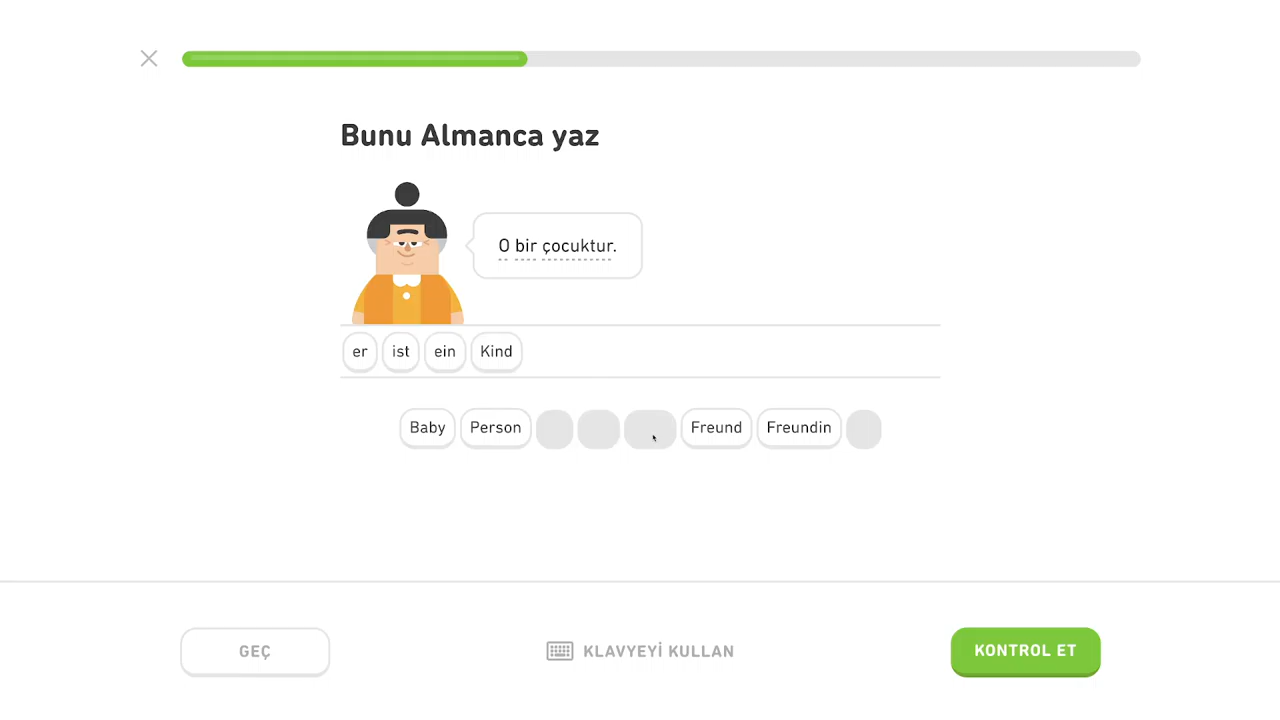 Bunu Almanca yaz
O bir çocuktur.
er ist ein Kind
Baby Person Freund Freundin
GEÇ KLAVYEYİ KULLAN KONTROL ET